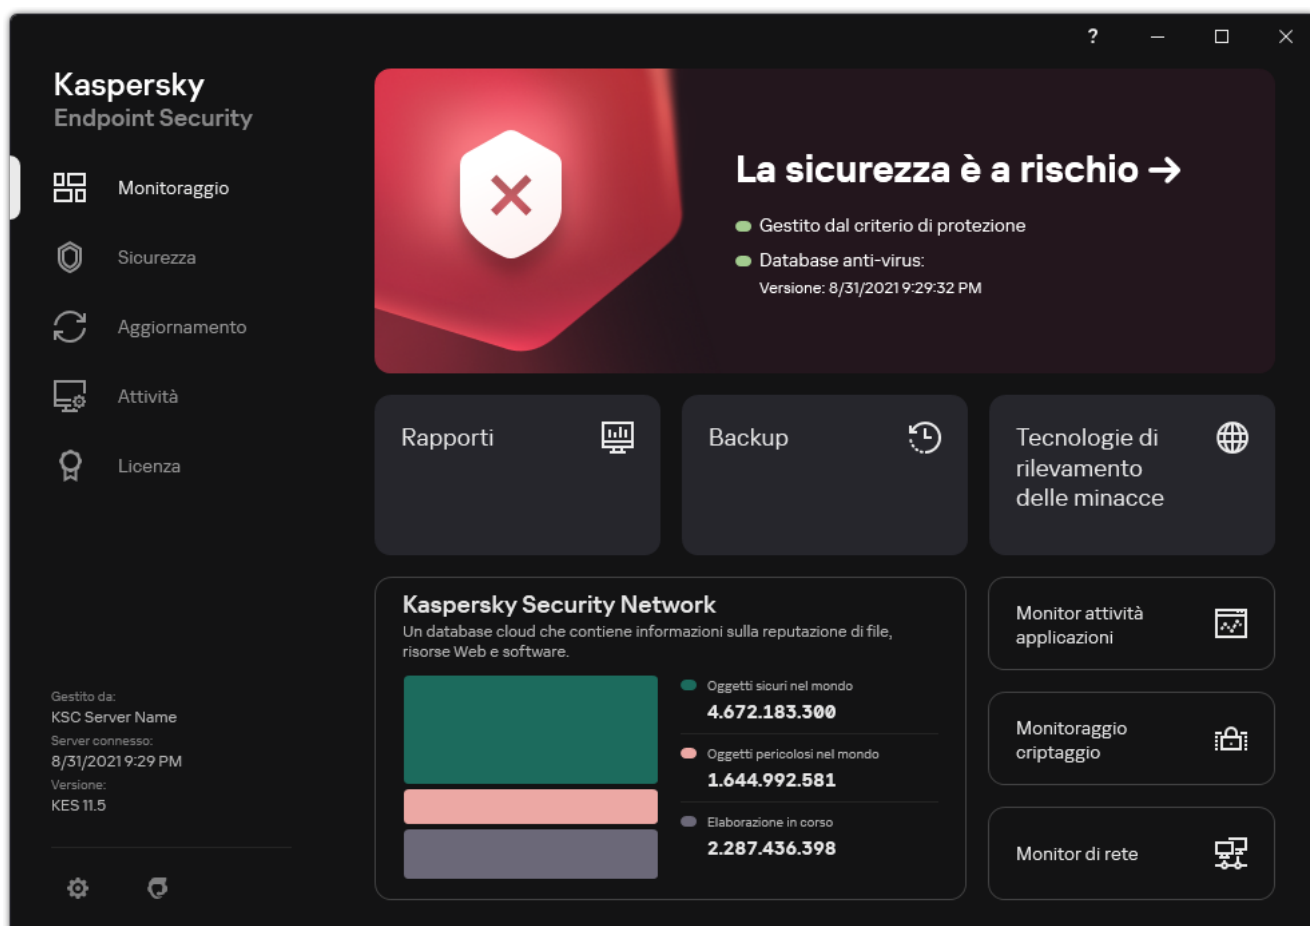 ?
Kaspersky
Endpoint Security
Monitoraggio
Sicurezza
Aggiornamento
Attività
Licenza
Gestito da:
KSC Server Name
Server connesso:
8/31/2021 9:29 PM
Versione:
KES 11.5
La sicurezza è a rischio →
Gestito dal criterio di protezione
Database anti-virus:
Versione: 8/31/2021 9:29:32 PM
Rapporti
Backup
Tecnologie di
rilevamento
delle minacce
Kaspersky Security Network
Un database cloud che contiene informazioni sulla reputazione di file,
risorse Web e software.
Oggetti sicuri nel mondo
4.672.183.300
Oggetti pericolosi nel mondo
1.644.992.581
Elaborazione in corso
2.287.436.398
Monitor attività
applicazioni
Monitoraggio
criptaggio
Monitor di rete